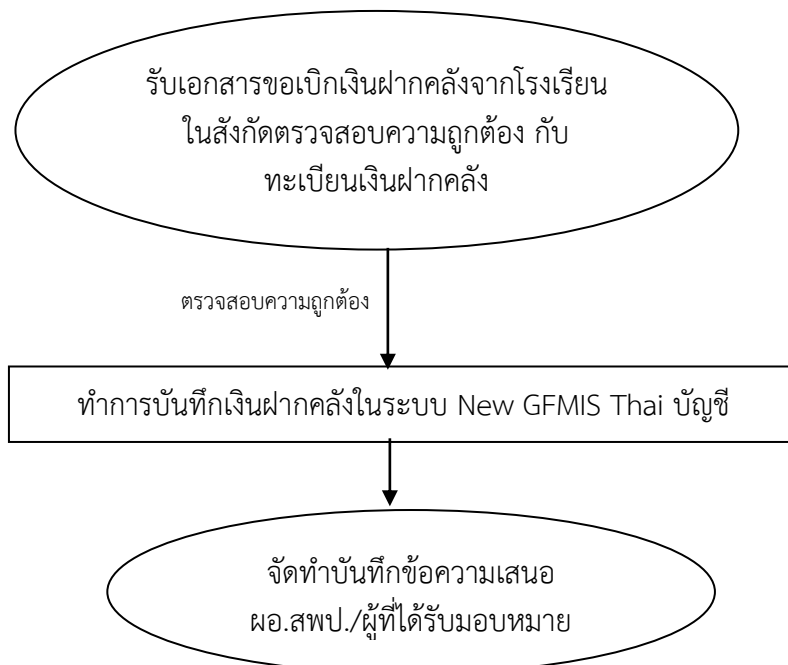 รับเอกสารขอเบิกเงินฝากคลังจากโรงเรียน
ในสังกัดตรวจสอบความถูกต้อง กับ
ทะเบียนเงินฝากคลัง
ตรวจสอบความถูกต้อง
ทำการบันทึกเงินฝากคลังในระบบ New GFMIS Thai บัญชี
จัดทำบันทึกข้อความเสนอ
ผอ.สพป./ผู้ที่ได้รับมอบหมาย